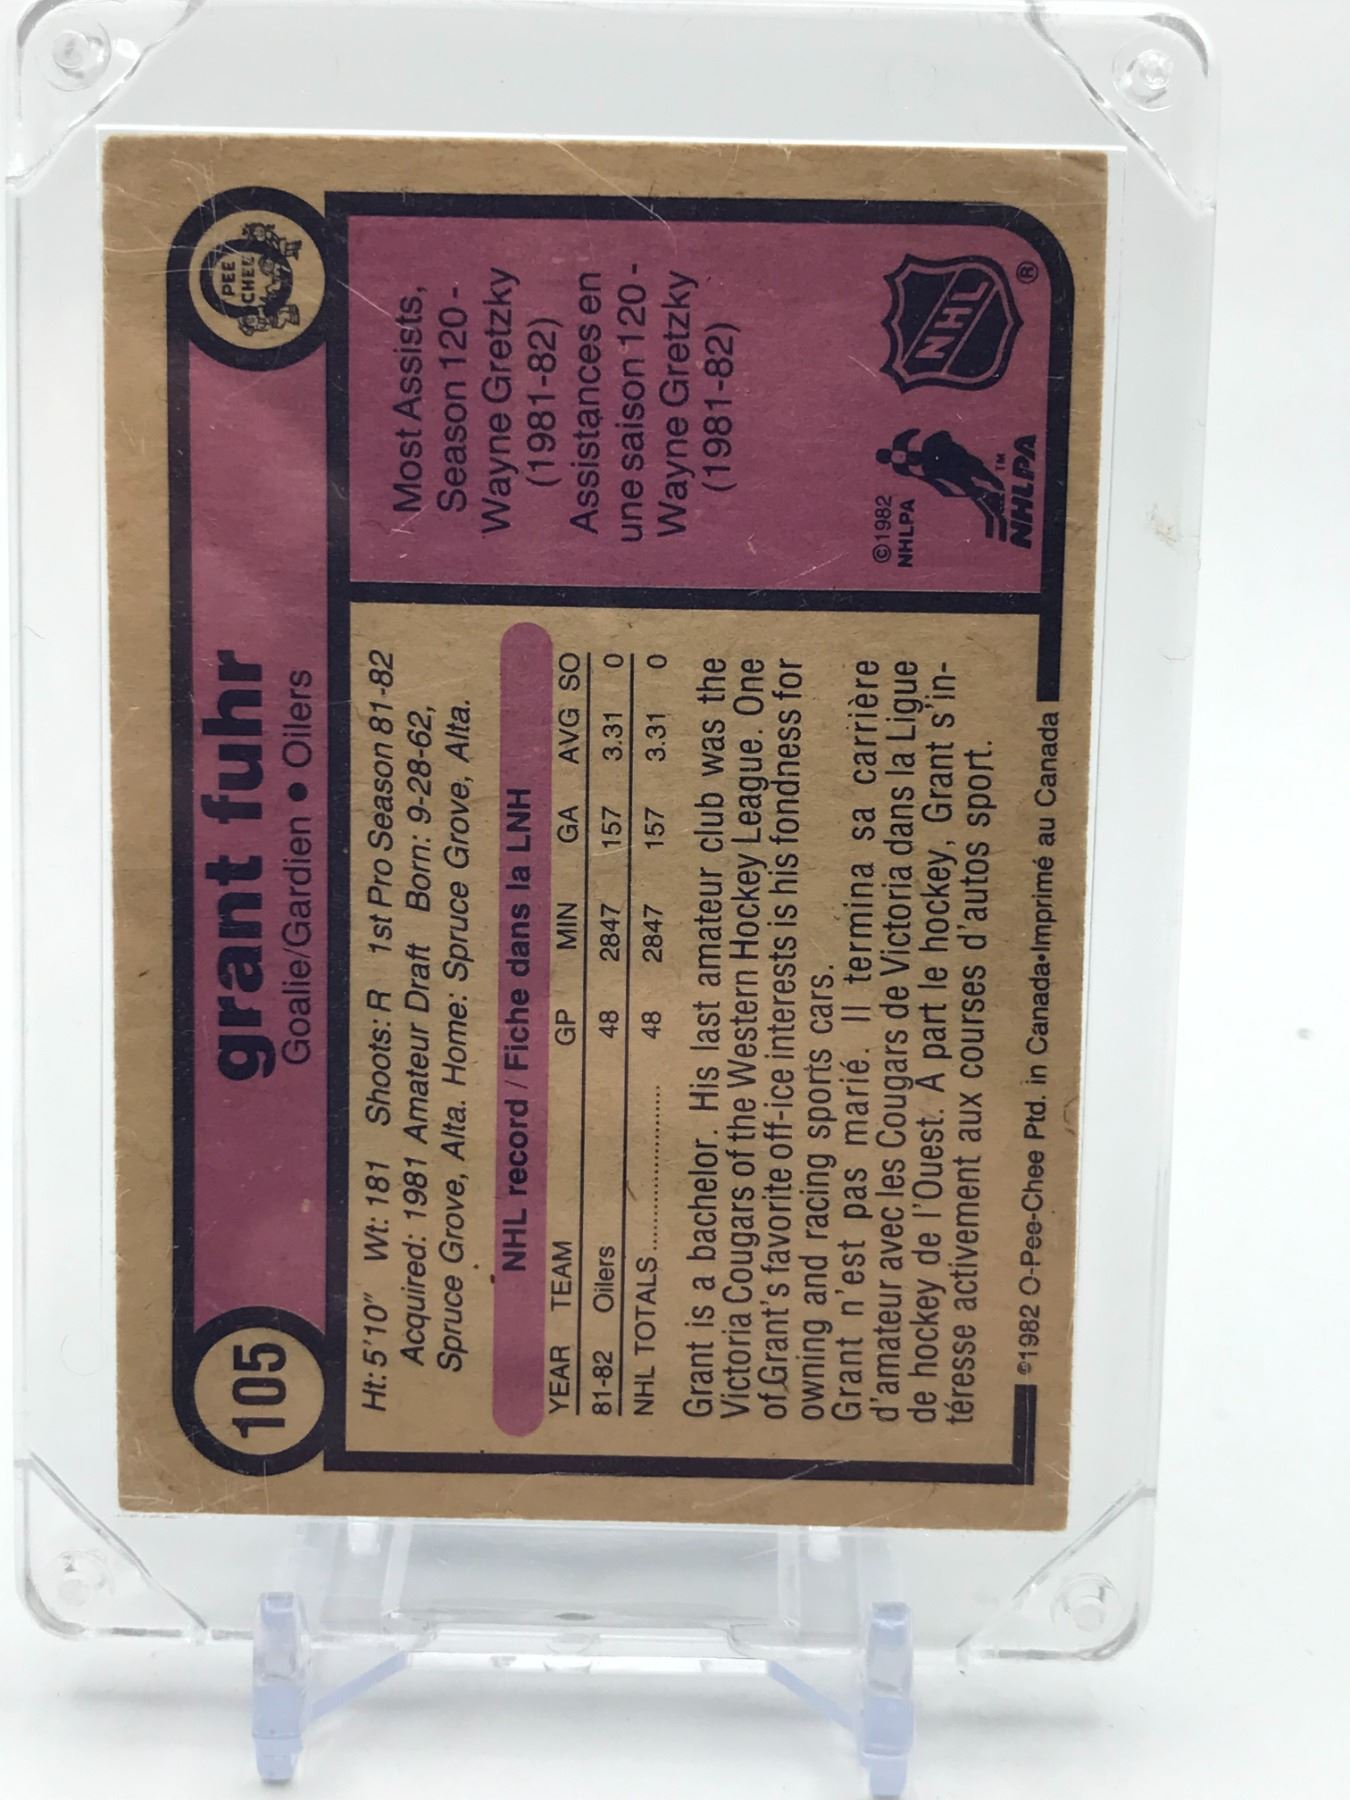 105
grant fuhr
Goalie/Gardien • Oilers
PEE
CHEE
Ht: 5'10" Wt: 181 Shoots: R 1st Pro Season 81-82
Acquired: 1981 Amateur Draft Born: 9-28-62,
Spruce Grove, Alta. Home: Spruce Grove, Alta.
NHL record / Fiche dans la LNH
YEAR TEAM GP MIN GA AVG SO
81-82 Oilers 48 2847 157 3.31 0
NHL TOTALS .................... 48 2847 157 3.31 0
Grant is a bachelor. His last amateur club was the
Victoria Cougars of the Western Hockey League. One
of Grant's favorite off-ice interests is his fondness for
owning and racing sports cars.
Grant n'est pas marié. Il termina sa carrière
d'amateur avec les Cougars de Victoria dans la Ligue
de hockey de l'Ouest. À part le hockey, Grant s'in-
téresse activement aux courses d'autos sport.
©1982 O-Pee-Chee Ptd. in Canada•Imprimé au Canada
Most Assists,
Season 120 -
Wayne Gretzky
(1981-82)
Assistances en
une saison 120 -
Wayne Gretzky
(1981-82)
©1982
NHLPA
TM
NHLPA
NHL
®